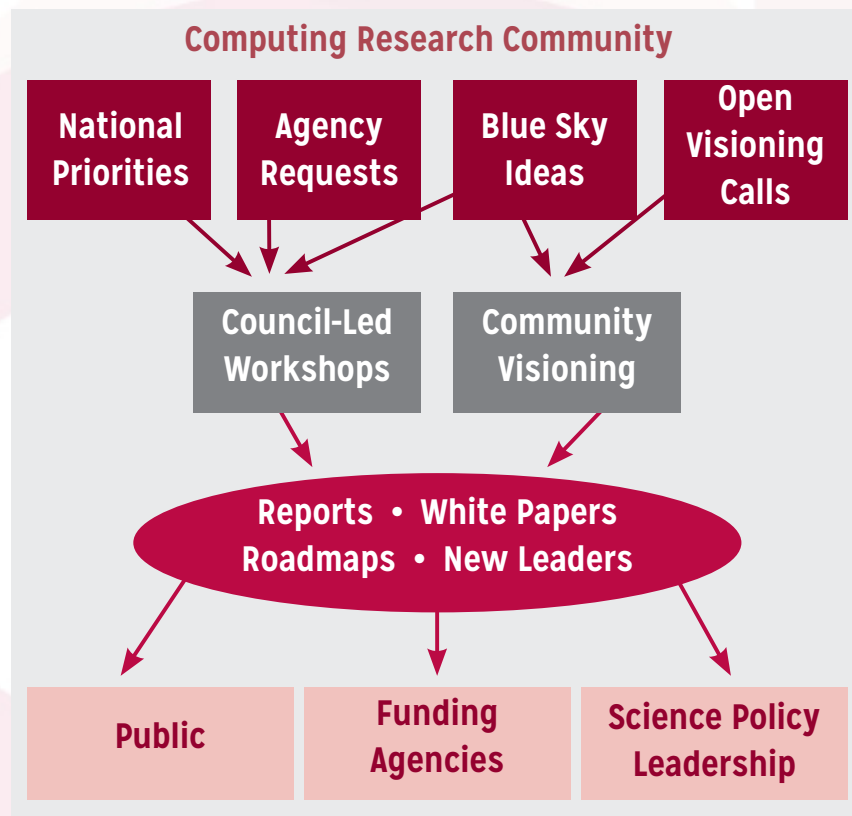 Computing Research Community
National
Priorities
Agency
Requests
Blue Sky
Ideas
Open
Visioning
Calls
Council-Led
Workshops
Community
Visioning
Reports • White Papers
Roadmaps • New Leaders
Public
Funding
Agencies
Science Policy
Leadership